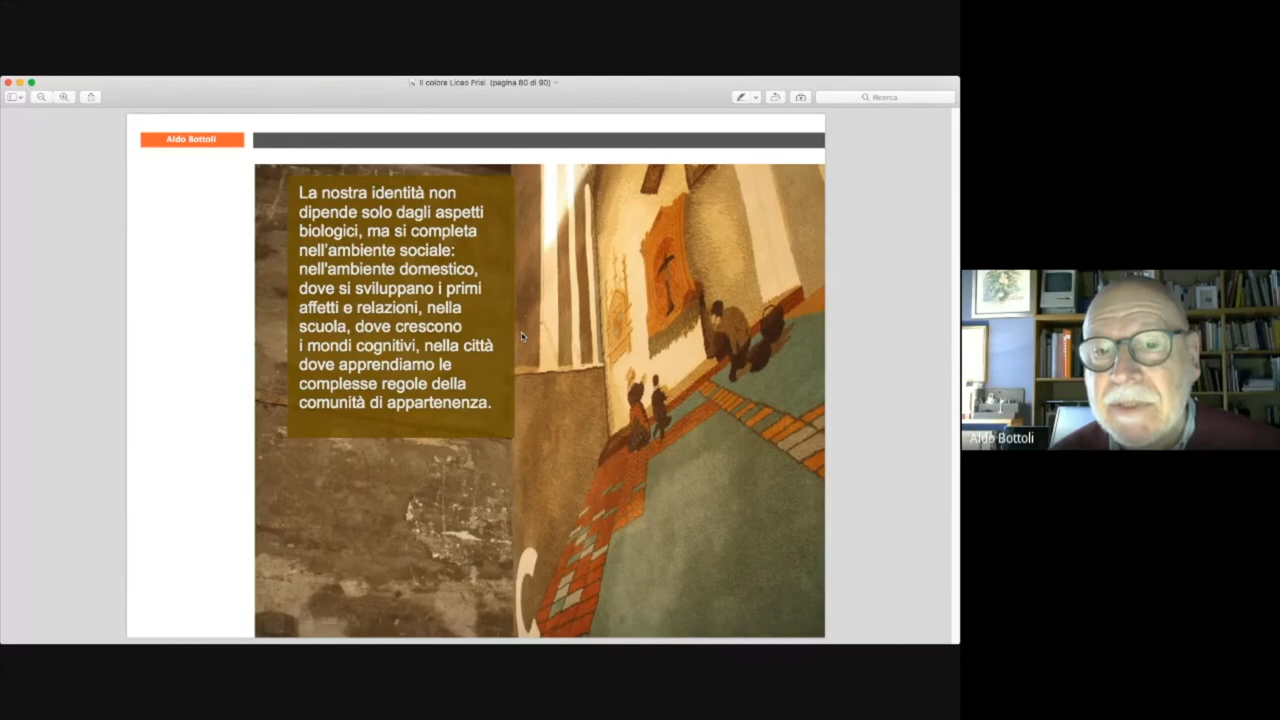 Il colore Liceo Frisi (pagina 80 di 90)
Ricerca
Aldo Bottoli
La nostra identità non
dipende solo dagli aspetti
biologici, ma si completa
nell'ambiente sociale:
nell'ambiente domestico,
dove si sviluppano i primi
affetti e relazioni, nella
scuola, dove crescono
i mondi cognitivi, nella città
dove apprendiamo le
complesse regole della
comunità di appartenenza.
C
Aldo Bottoli